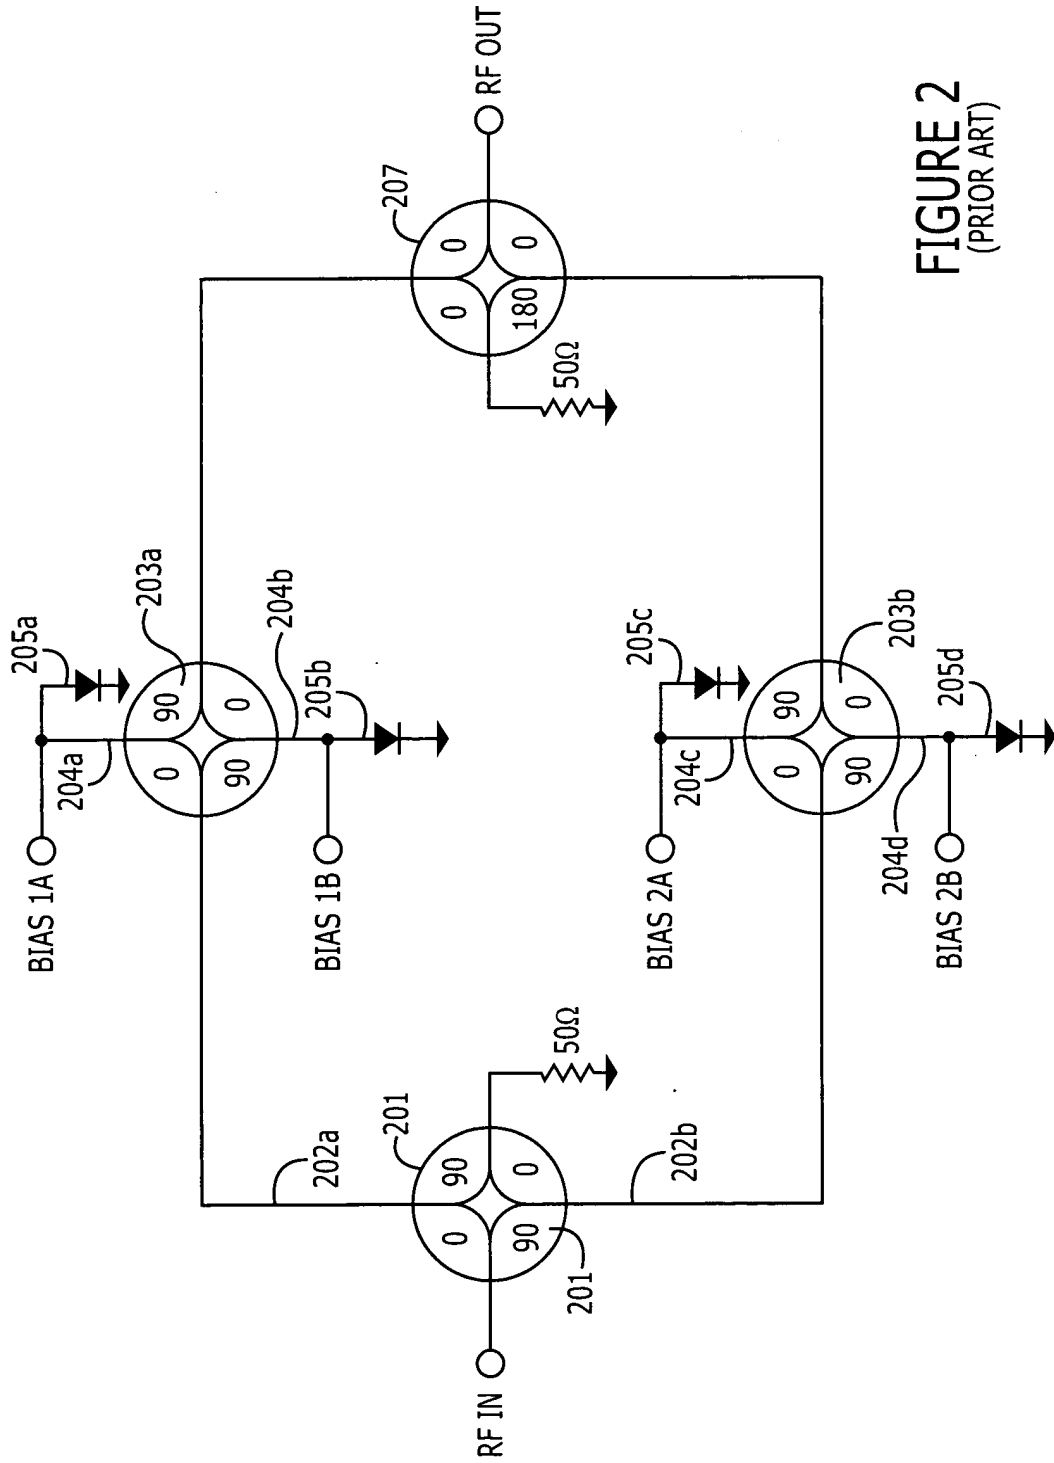 BIAS 1A
204a
205a
0
90
90
0
203a
204b
BIAS 1B
205b
202a
201
0
90
90
0
201
RF IN
50Ω
202b
207
0
0
180
0
RF OUT
50Ω
BIAS 2A
204c
205c
0
90
90
0
203b
204d
BIAS 2B
205d
FIGURE 2
(PRIOR ART)